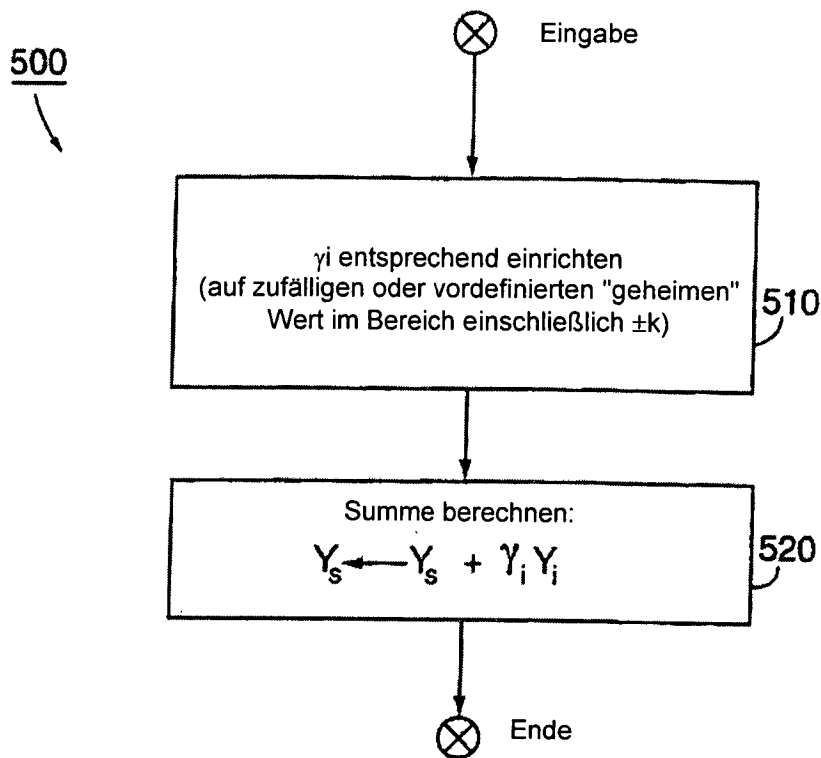 500
Eingabe
γi entsprechend einrichten
(auf zufälligen oder vordefinierten "geheimen"
Wert im Bereich einschließlich ±k)
510
Summe berechnen:
Yₛ ← Yₛ + γᵢ Yᵢ
520
Ende